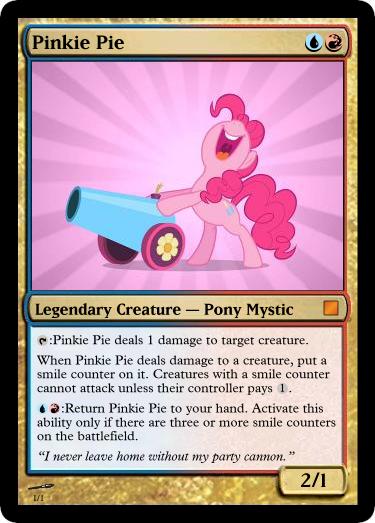 Pinkie Pie
Legendary Creature — Pony Mystic
:Pinkie Pie deals 1 damage to target creature.
When Pinkie Pie deals damage to a creature, put a
smile counter on it. Creatures with a smile counter
cannot attack unless their controller pays 1.
:Return Pinkie Pie to your hand. Activate this
ability only if there are three or more smile counters
on the battlefield.
“I never leave home without my party cannon.”
2/1
1/1